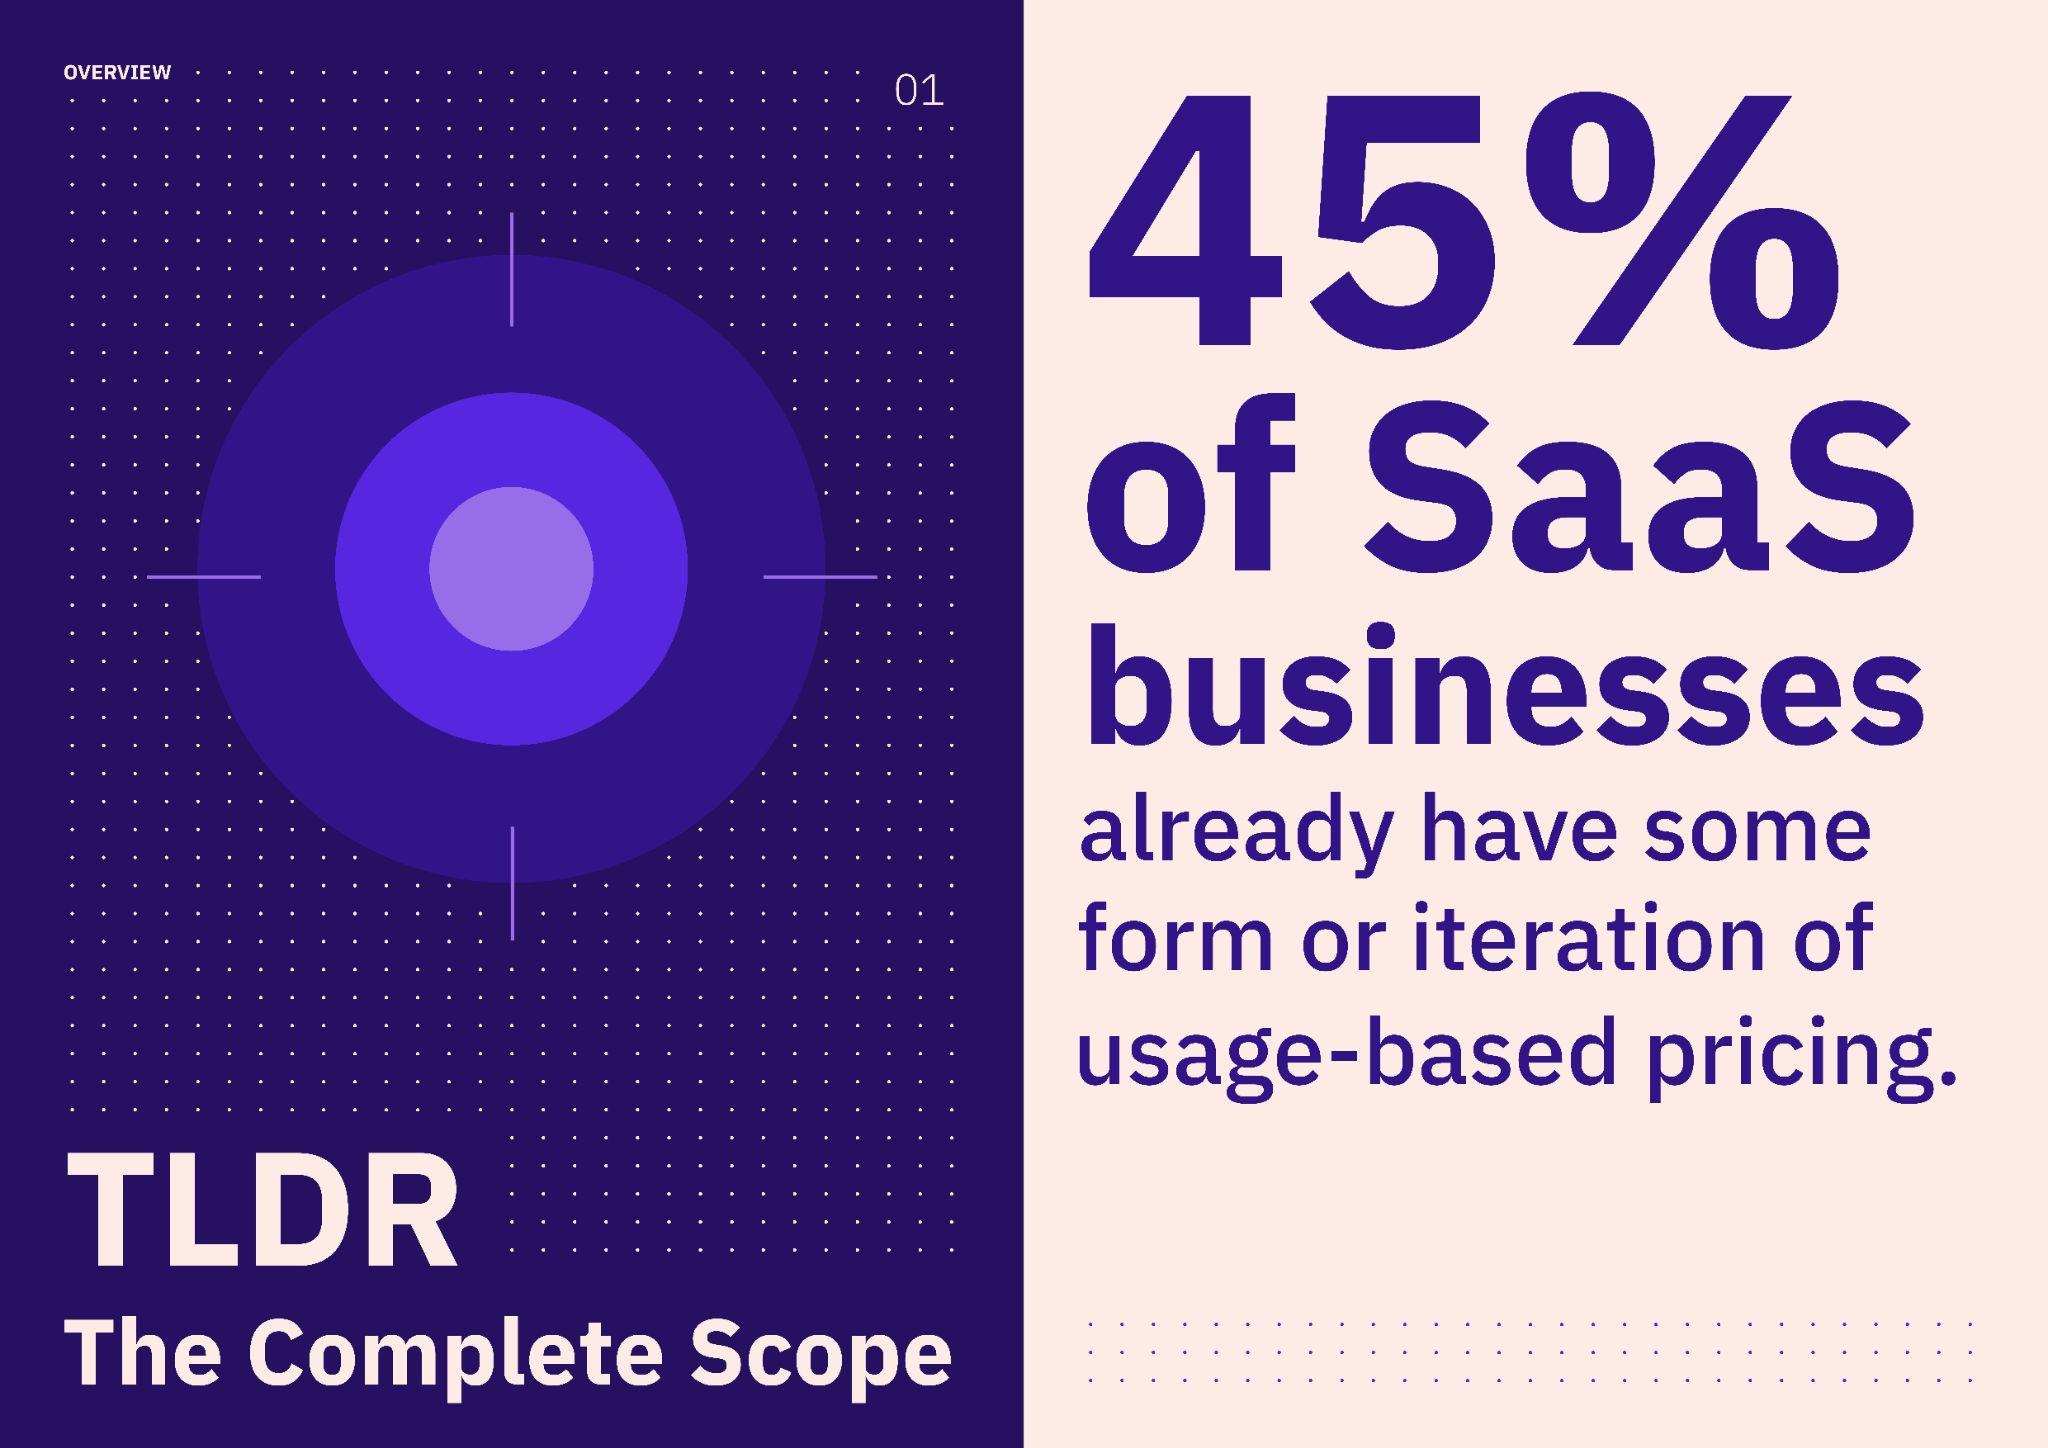 OVERVIEW
01
TLDR
The Complete Scope
45%
of SaaS
businesses
already have some
form or iteration of
usage-based pricing.